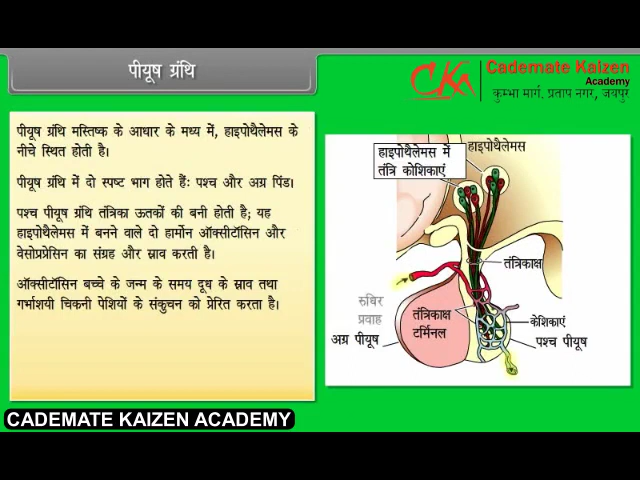 पीयूष ग्रंथि
Cademate Kaizen
Academy
कुम्भा मार्ग. प्रताप नगर, जयपुर
CKA
पीयूष ग्रंथि मस्तिष्क के आधार के मध्य में, हाइपोथैलेमस के
नीचे स्थित होती है।
पीयूष ग्रंथि में दो स्पष्ट भाग होते हैंः पश्च और अग्र पिंड।
पश्च पीयूष ग्रंथि तंत्रिका ऊतकों की बनी होती है; यह
हाइपोथैलेमस में बनने वाले दो हार्मोन ऑक्सीटॉसिन और
वेसोप्रप्रेसिन का संग्रह और स्राव करती है।
ऑक्सीटॉसिन बच्चे के जन्म के समय दूध के स्राव तथा
गर्भाशयी चिकनी पेशियों के संकुचन को प्रेरित करता है।
हाइपोथैलेमस में
तंत्रि कोशिकाएं
हाइपोथैलेमस
तंत्रिकाक्ष
रुधिर
प्रवाह
तंत्रिकाक्ष
टर्मिनल
अग्र पीयूष
केशिकाएं
पश्च पीयूष
CADEMATE KAIZEN ACADEMY